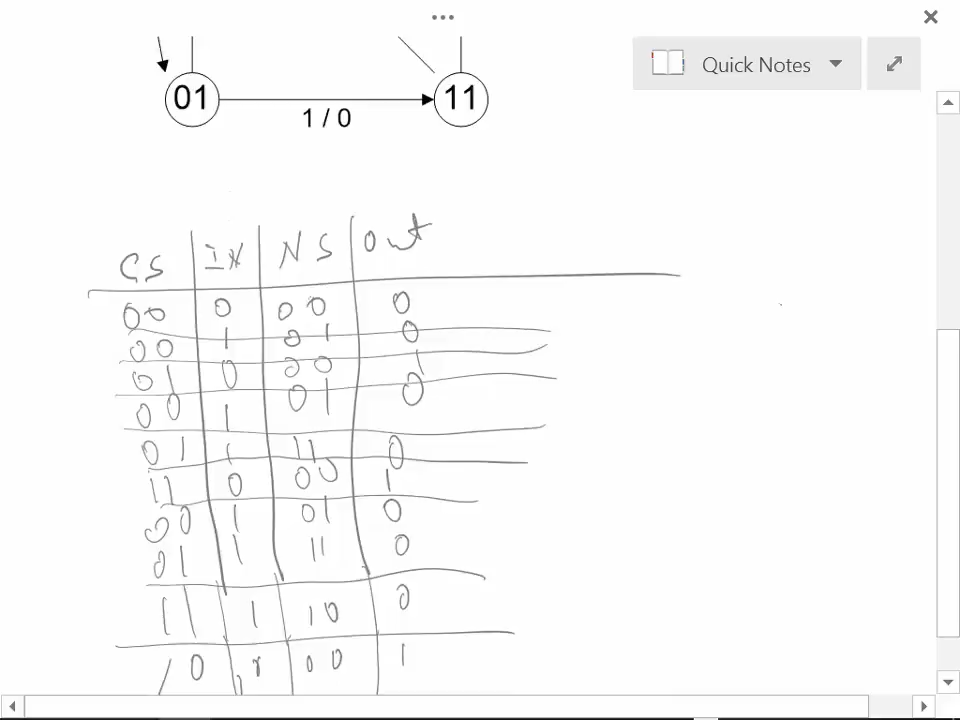 Quick Notes
01
11
1 / 0
CS IN NS Out
00 0 00 0
00 1 01 0
01 0 00 1
00 1 01 0
01 1 11 0
11 0 00 1
00 1 01 0
01 1 11 0
11 1 10 0
10 00 1